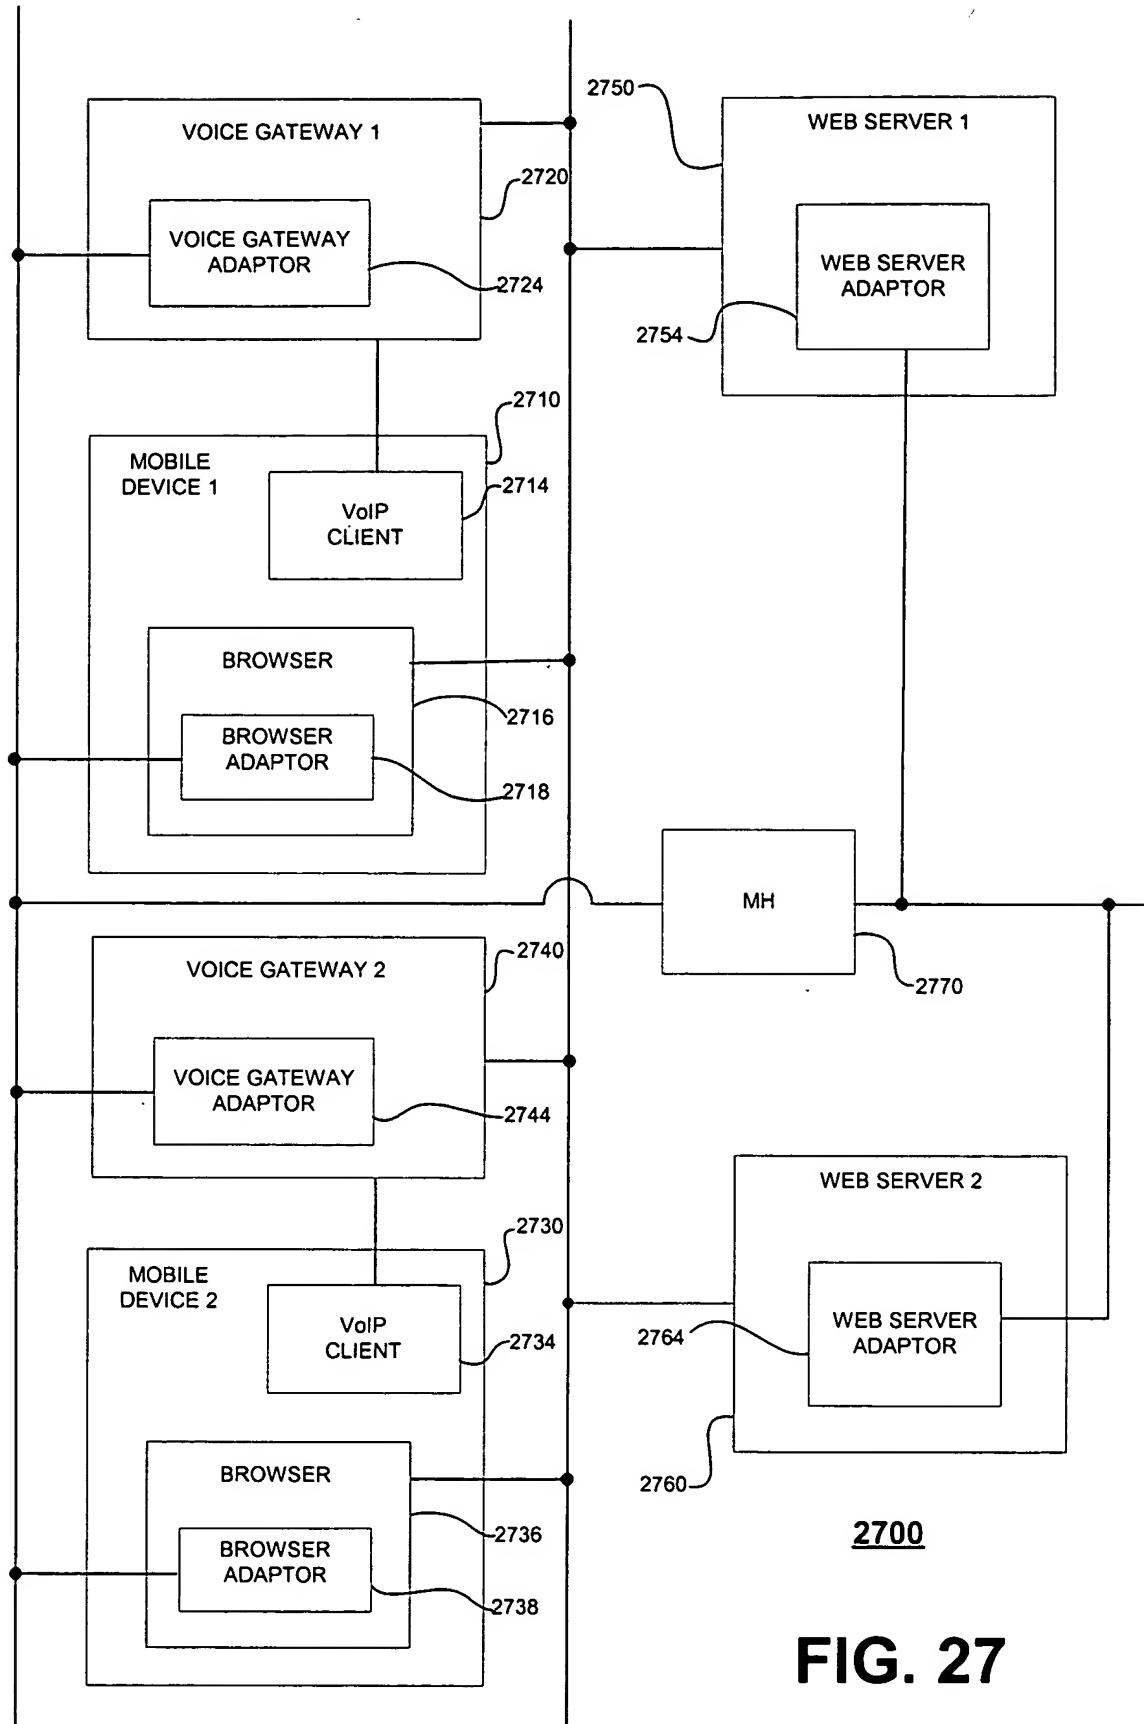 VOICE GATEWAY 1
2720
VOICE GATEWAY
ADAPTOR
2724
2750
WEB SERVER 1
WEB SERVER
ADAPTOR
2754
2710
MOBILE
DEVICE 1
2714
VoIP
CLIENT
BROWSER
2716
BROWSER
ADAPTOR
2718
MH
2770
2740
VOICE GATEWAY 2
VOICE GATEWAY
ADAPTOR
2744
WEB SERVER 2
2730
MOBILE
DEVICE 2
VoIP
CLIENT
2734
2764
WEB SERVER
ADAPTOR
2760
BROWSER
2736
BROWSER
ADAPTOR
2738
2700
FIG. 27